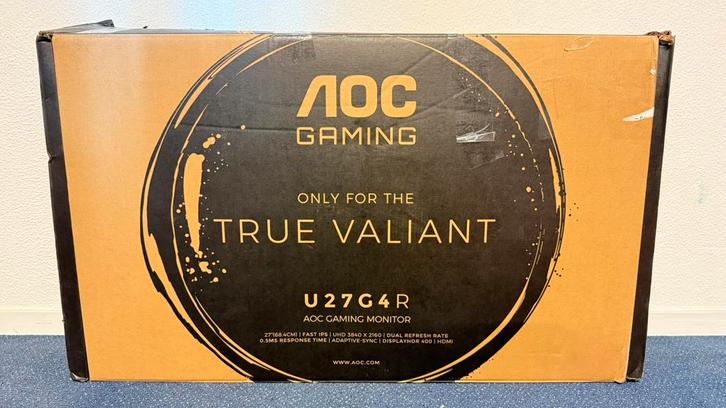 AOC
GAMING
ONLY FOR THE
TRUE VALIANT
U27G4R
AOC GAMING MONITOR
27"(68.4CM) | FAST IPS | UHD 3840 X 2160 | DUAL REFRESH RATE
0.5MS RESPONSE TIME | ADAPTIVE-SYNC | DISPLAYHDR 400 | HDMI
WWW.AOC.COM